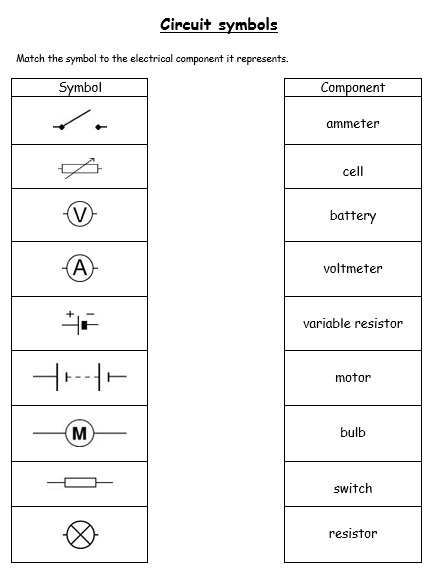 Circuit symbols
Match the symbol to the electrical component it represents.
Symbol
Component
ammeter
cell
V
battery
A
voltmeter
+ −
variable resistor
motor
M
bulb
switch
resistor